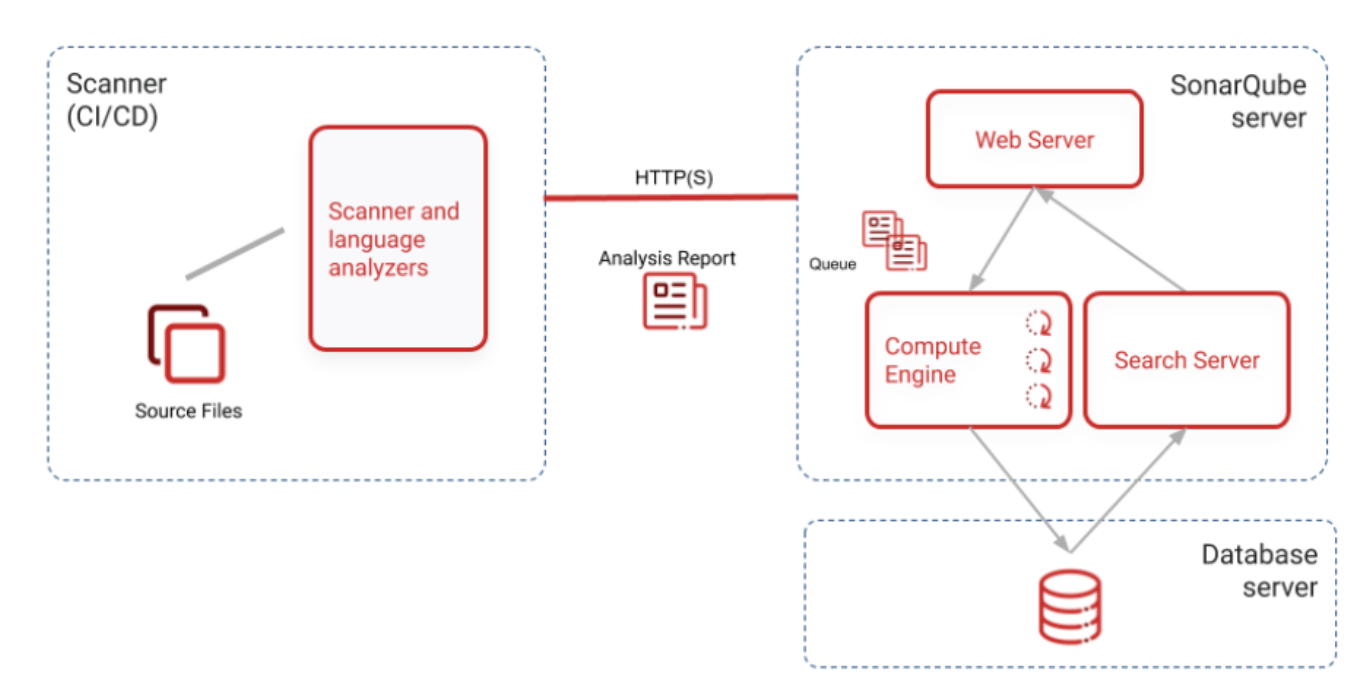 Scanner
(CI/CD)
Scanner and
language
analyzers
Source Files
HTTP(S)
Analysis Report
SonarQube
server
Web Server
Queue
Compute
Engine
Search Server
Database
server